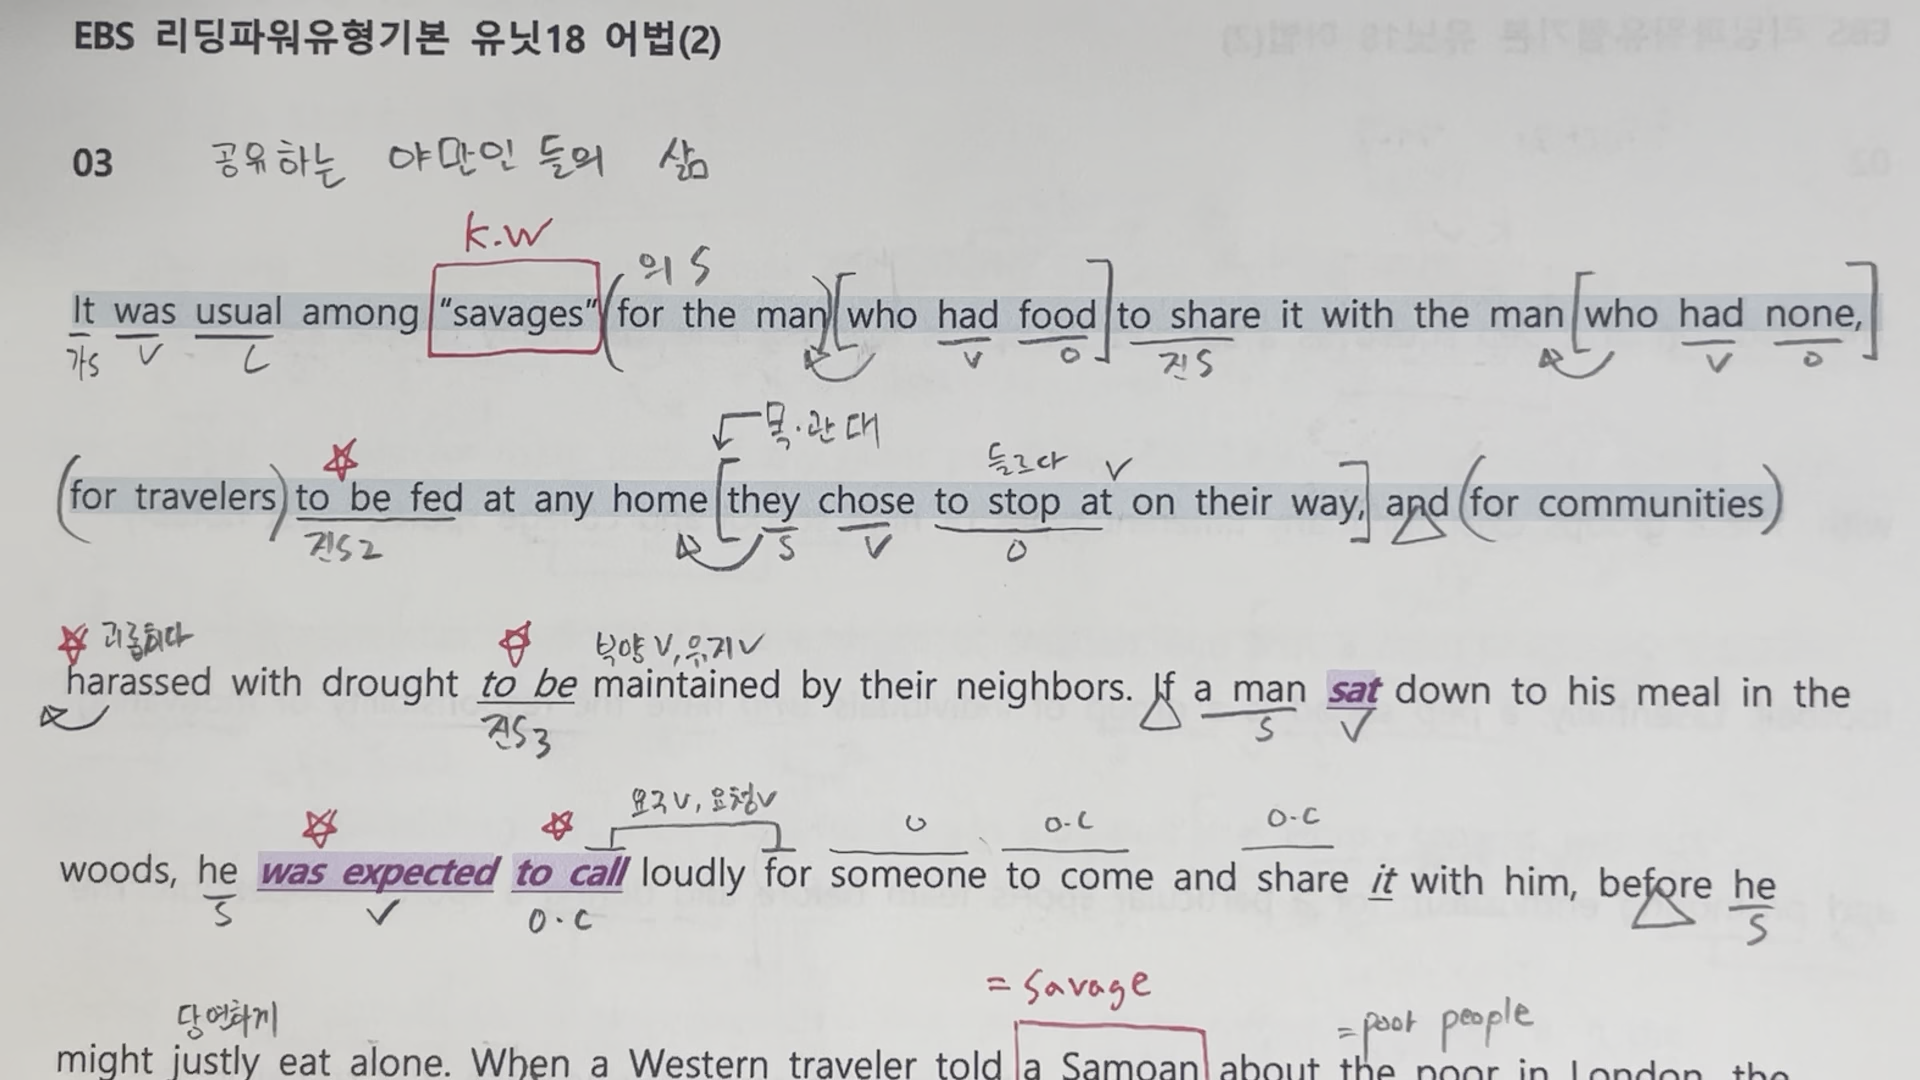 EBS 리딩파워유형기본 유닛18 어법(2)
03 공유하는 야만인 들의 삶
K.W
의 S
It was usual among "savages" (for the man) [who had food] to share it with the man [who had none,]
가S V C V O 진S V O
목.관대
들르다 V
(for travelers) to be fed at any home [they chose to stop at on their way,] and (for communities)
진S2 S V O
괴롭히다 부양V, 유지V
harassed with drought to be maintained by their neighbors. If a man sat down to his meal in the
진S3 S V
요구V, 요청V O O.C O.C
woods, he was expected to call loudly for someone to come and share it with him, before he
S V O.C S
= Savage
당연하게 =poor people
might justly eat alone. When a Western traveler told a Samoan about the poor in London, the